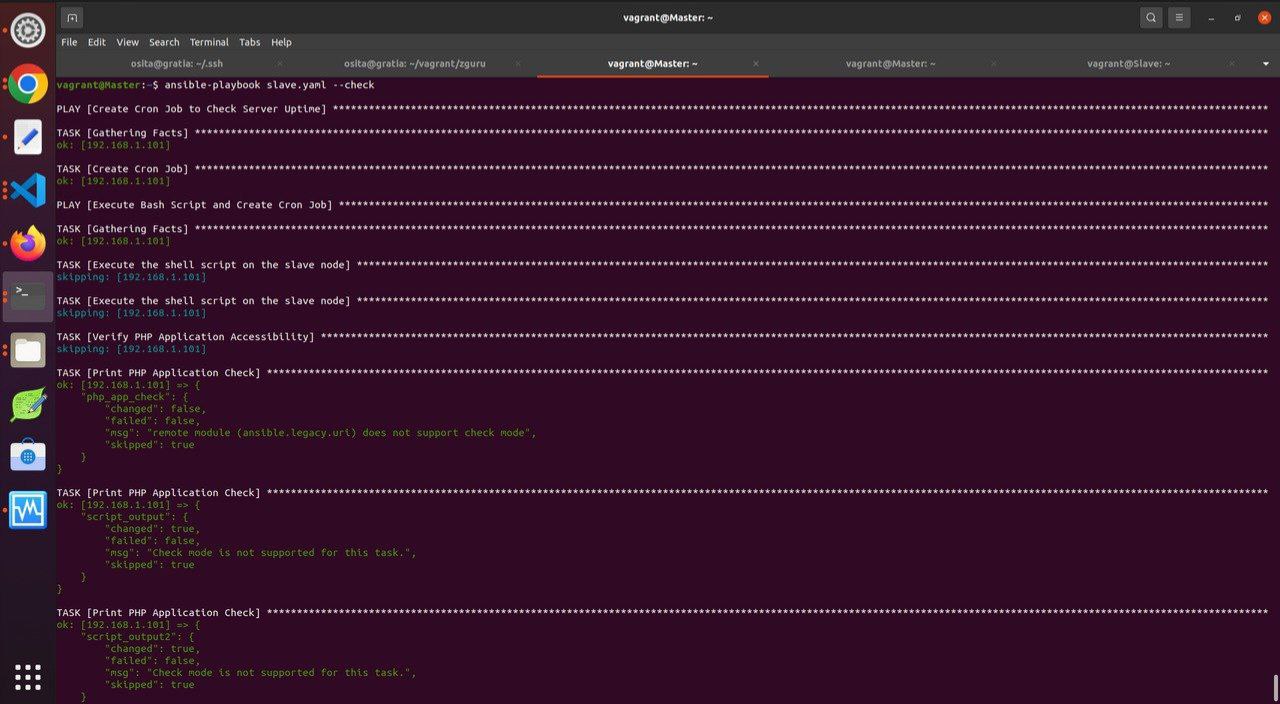 vagrant@Master: ~
File Edit View Search Terminal Tabs Help
osita@gratia: ~/.ssh × osita@gratia: ~/vagrant/zguru × vagrant@Master: ~ × vagrant@Master: ~ × vagrant@Slave: ~ ×
vagrant@Master:~$ ansible-playbook slave.yaml --check
PLAY [Create Cron Job to Check Server Uptime] ****************************************************************
TASK [Gathering Facts] ****************************************************************
ok: [192.168.1.101]
TASK [Create Cron Job] ****************************************************************
ok: [192.168.1.101]
PLAY [Execute Bash Script and Create Cron Job] ****************************************************************
TASK [Gathering Facts] ****************************************************************
ok: [192.168.1.101]
TASK [Execute the shell script on the slave node] ****************************************************************
skipping: [192.168.1.101]
TASK [Execute the shell script on the slave node] ****************************************************************
skipping: [192.168.1.101]
TASK [Verify PHP Application Accessibility] ****************************************************************
skipping: [192.168.1.101]
TASK [Print PHP Application Check] ****************************************************************
ok: [192.168.1.101] => {
    "php_app_check": {
        "changed": false,
        "failed": false,
        "msg": "remote module (ansible.legacy.uri) does not support check mode",
        "skipped": true
    }
}
TASK [Print PHP Application Check] ****************************************************************
ok: [192.168.1.101] => {
    "script_output": {
        "changed": true,
        "failed": false,
        "msg": "Check mode is not supported for this task.",
        "skipped": true
    }
}
TASK [Print PHP Application Check] ****************************************************************
ok: [192.168.1.101] => {
    "script_output2": {
        "changed": true,
        "failed": false,
        "msg": "Check mode is not supported for this task.",
        "skipped": true
    }